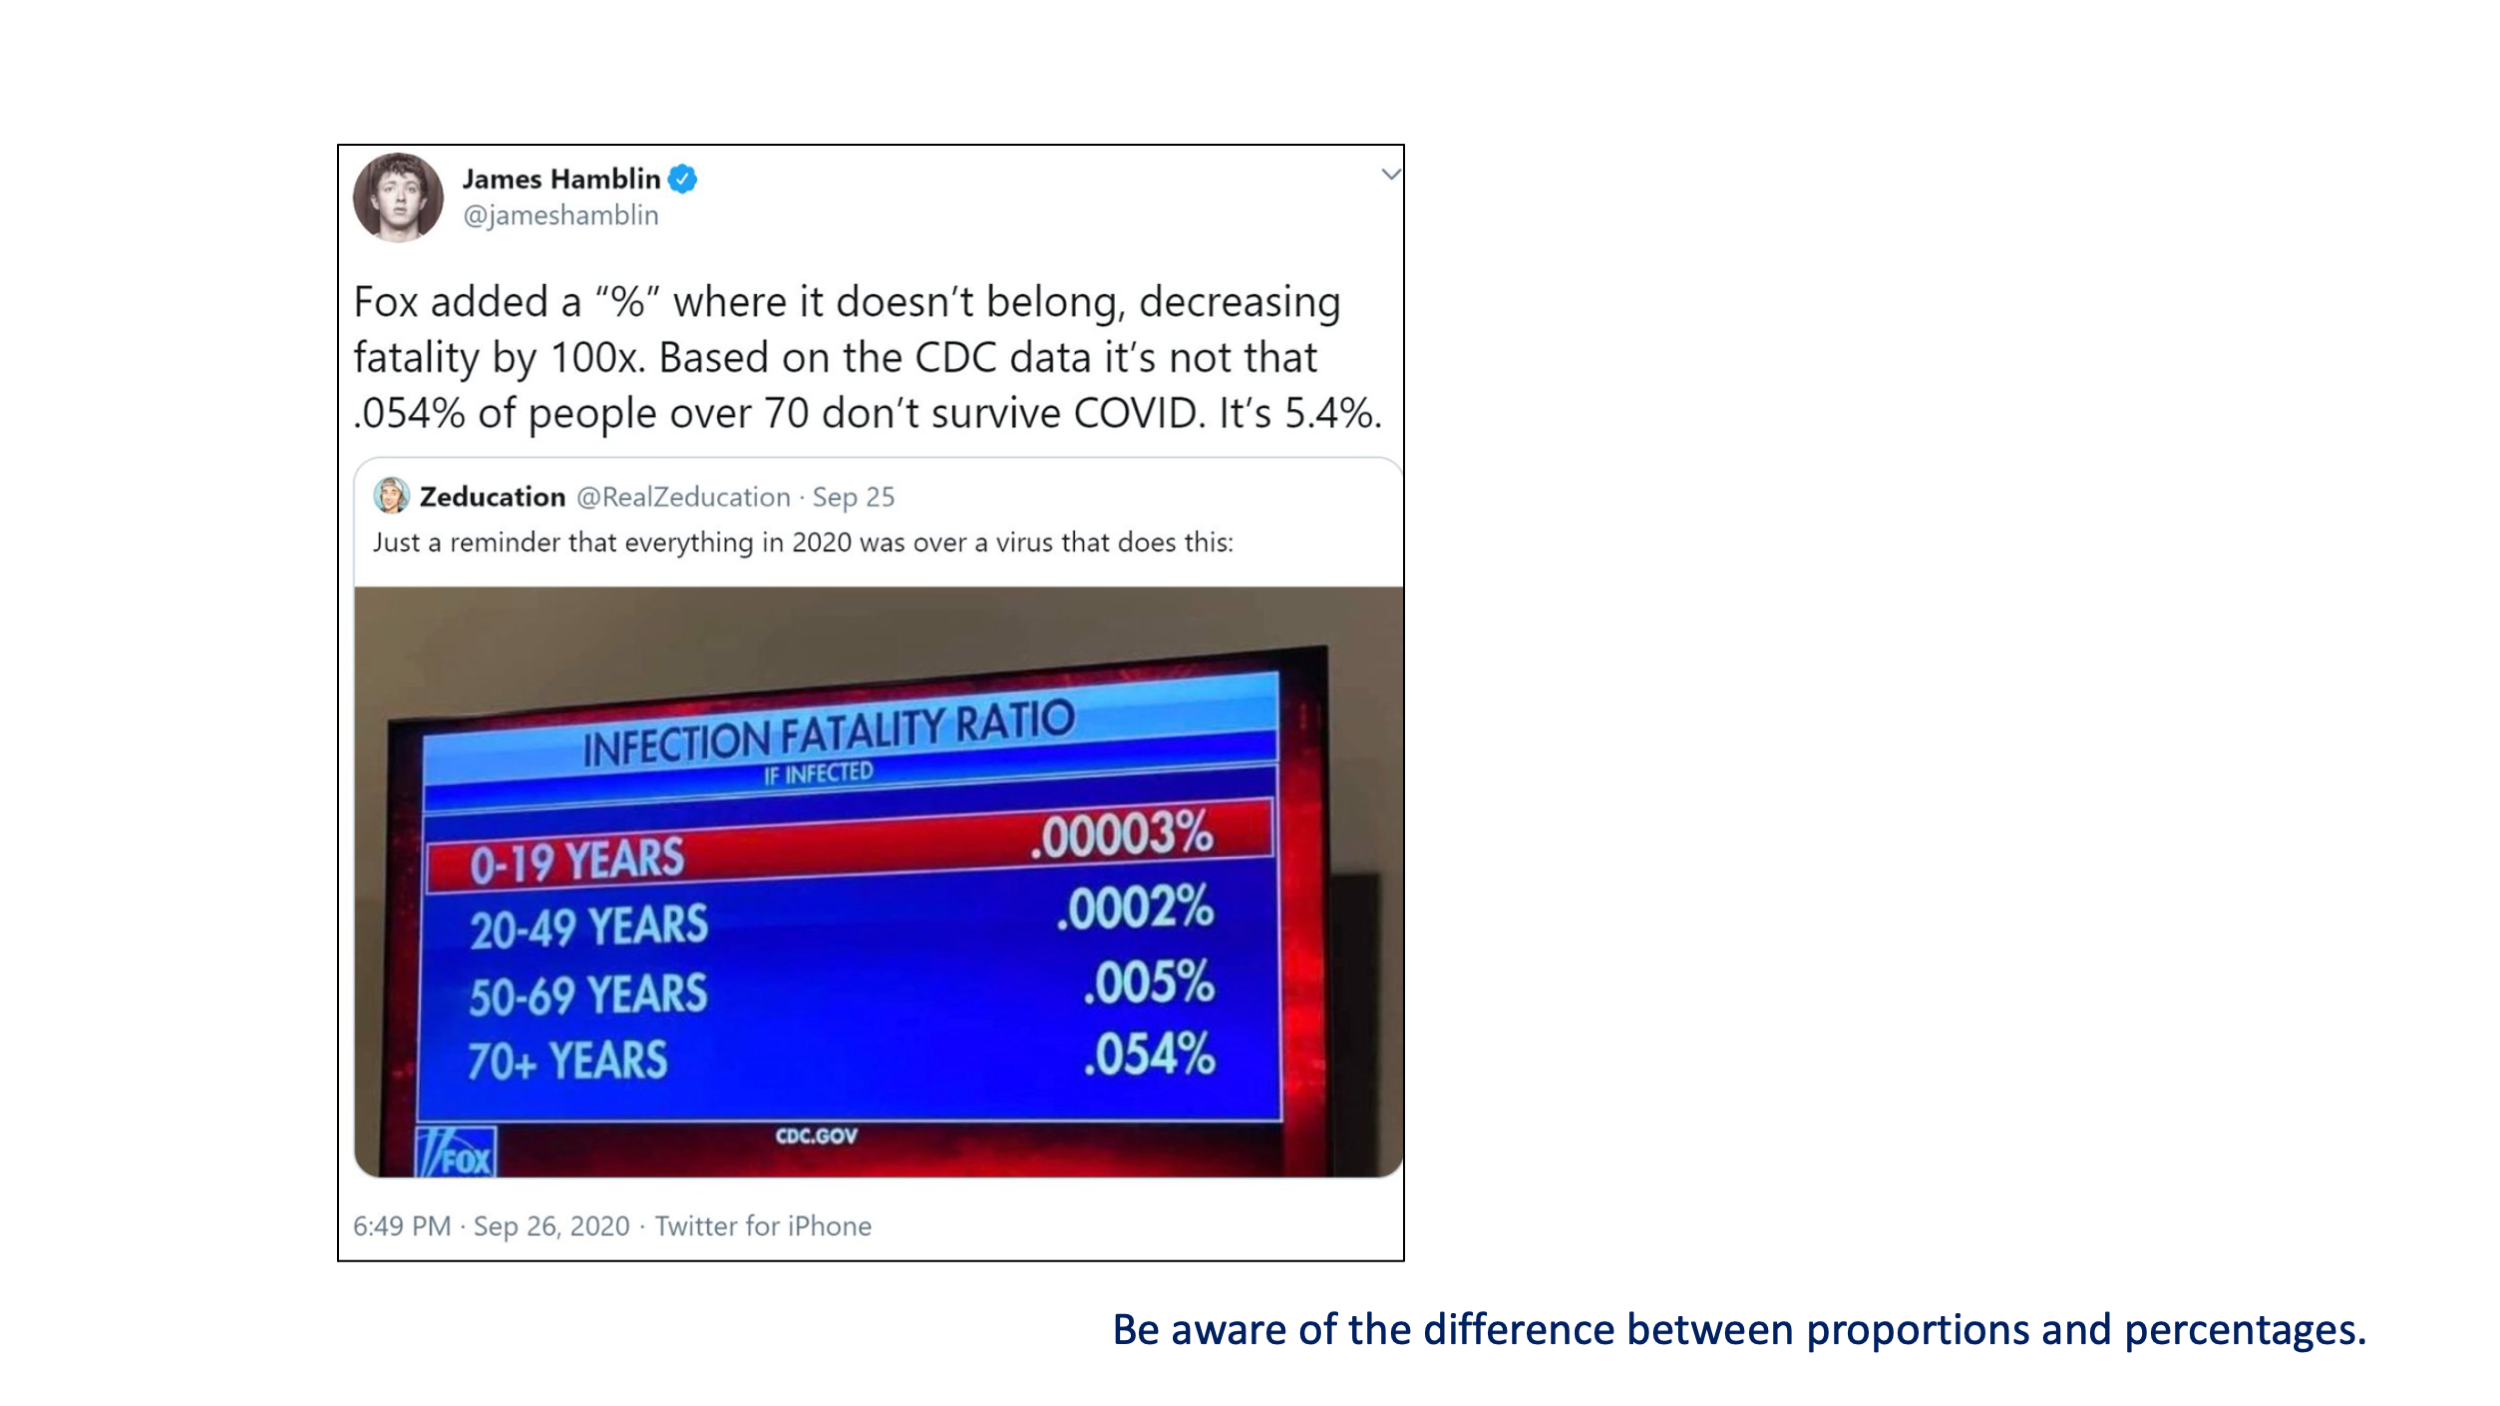 James Hamblin
@jameshamblin
Fox added a “%” where it doesn’t belong, decreasing
fatality by 100x. Based on the CDC data it’s not that
.054% of people over 70 don’t survive COVID. It’s 5.4%.
Zeducation @RealZeducation · Sep 25
Just a reminder that everything in 2020 was over a virus that does this:
INFECTION FATALITY RATIO
IF INFECTED
0-19 YEARS .00003%
20-49 YEARS .0002%
50-69 YEARS .005%
70+ YEARS .054%
CDC.GOV
FOX
6:49 PM · Sep 26, 2020 · Twitter for iPhone
Be aware of the difference between proportions and percentages.